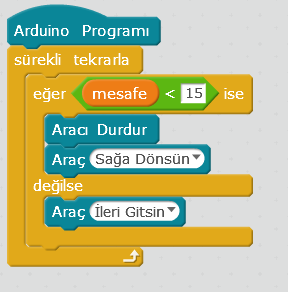 Arduino Programı
sürekli tekrarla
eğer mesafe < 15 ise
Aracı Durdur
Araç Sağa Dönsün
değilse
Araç İleri Gitsin